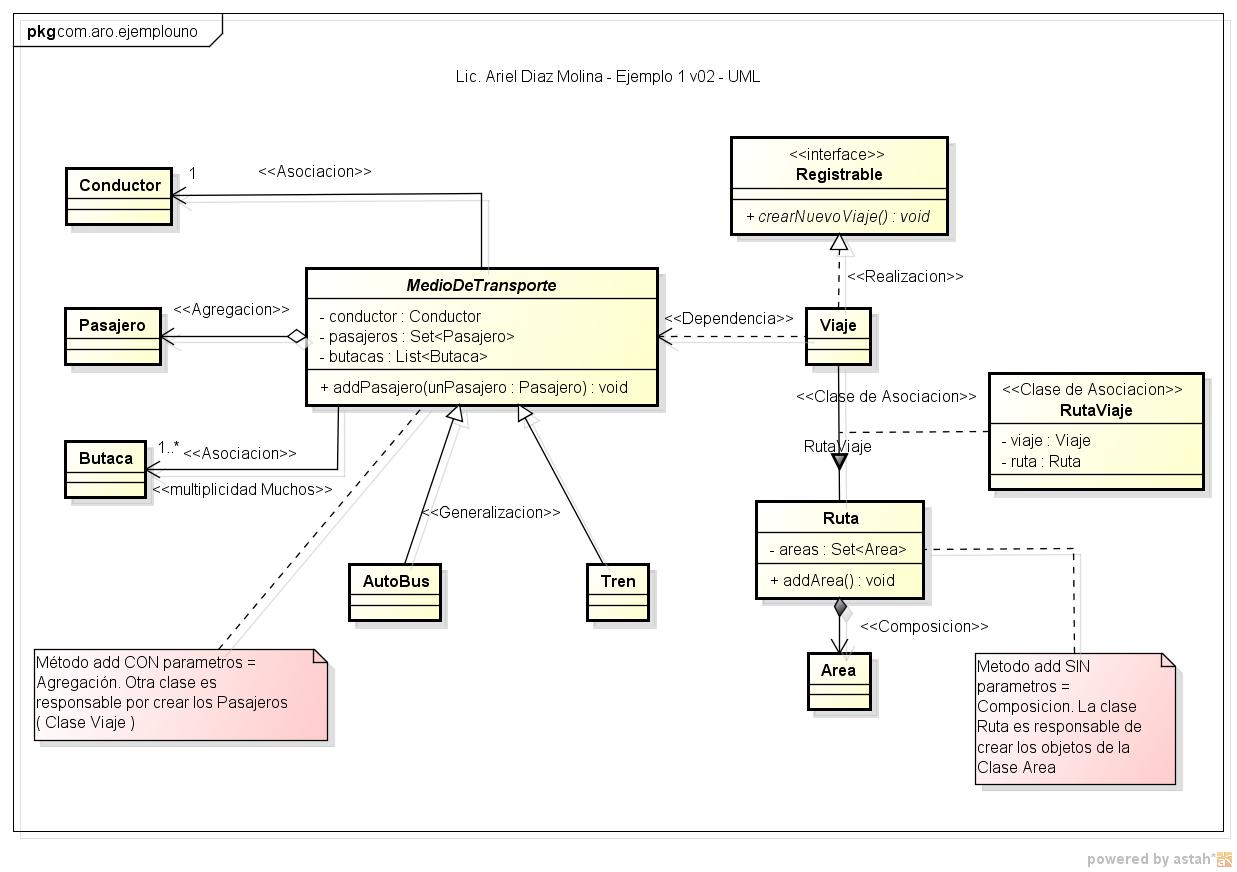 pkg com.aro.ejemplouno
Lic. Ariel Diaz Molina - Ejemplo 1 v02 - UML
Conductor
1
<<Asociacion>>
<<interface>>
Registrable
+ crearNuevoViaje() : void
<<Realizacion>>
MedioDeTransporte
- conductor : Conductor
- pasajeros : Set<Pasajero>
- butacas : List<Butaca>
+ addPasajero(unPasajero : Pasajero) : void
Pasajero
<<Agregacion>>
<<Dependencia>>
Viaje
<<Clase de Asociacion>>
RutaViaje
<<Clase de Asociacion>>
RutaViaje
- viaje : Viaje
- ruta : Ruta
Butaca
1..*
<<Asociacion>>
<<multiplicidad Muchos>>
<<Generalizacion>>
AutoBus
Tren
Ruta
- areas : Set<Area>
+ addArea() : void
<<Composicion>>
Area
Método add CON parametros =
Agregación. Otra clase es
responsable por crear los Pasajeros
( Clase Viaje )
Metodo add SIN
parametros =
Composicion. La clase
Ruta es responsable de
crear los objetos de la
Clase Area
powered by astah*